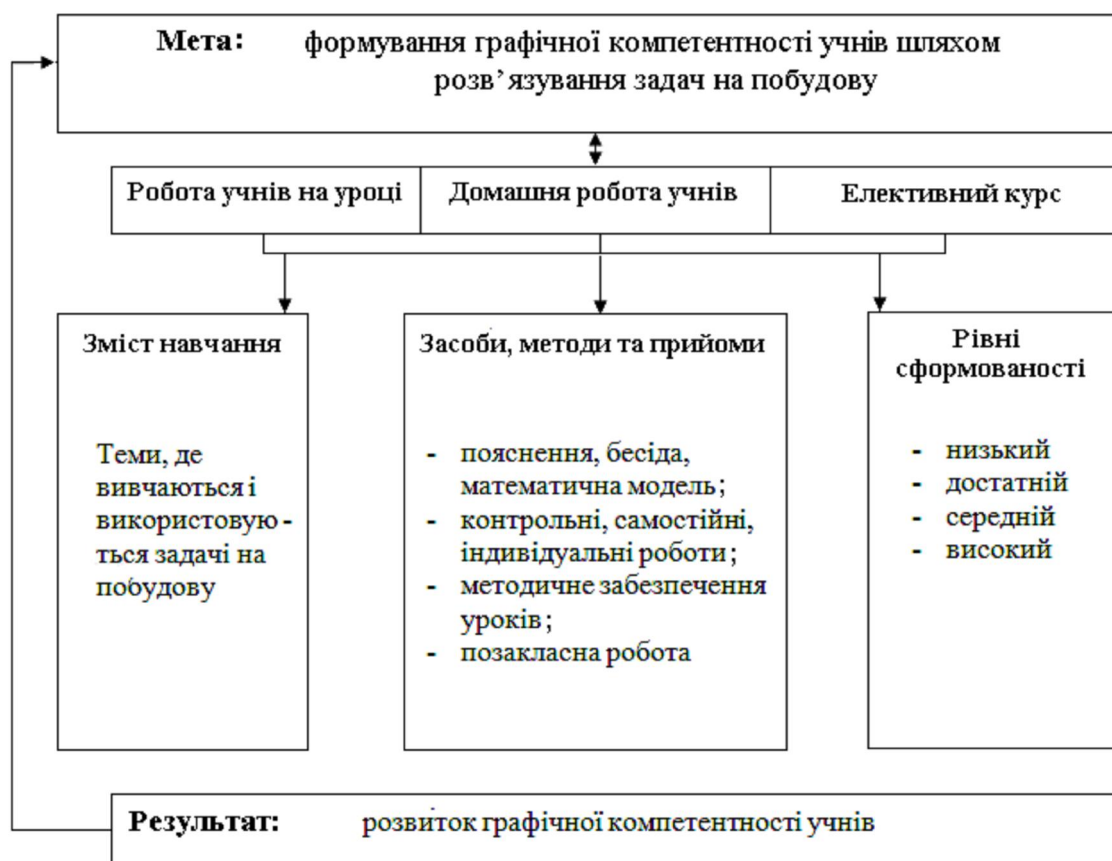 Мета: формування графічної компетентності учнів шляхом
розв’язування задач на побудову
Робота учнів на уроці
Домашня робота учнів
Елективний курс
Зміст навчання
Теми, де
вивчаються і
використовую -
ться задачі на
побудову
Засоби, методи та прийоми
- пояснення, бесіда,
математична модель;
- контрольні, самостійні,
індивідуальні роботи;
- методичне забезпечення
уроків;
- позакласна робота
Рівні
сформованості
- низький
- достатній
- середній
- високий
Результат: розвиток графічної компетентності учнів